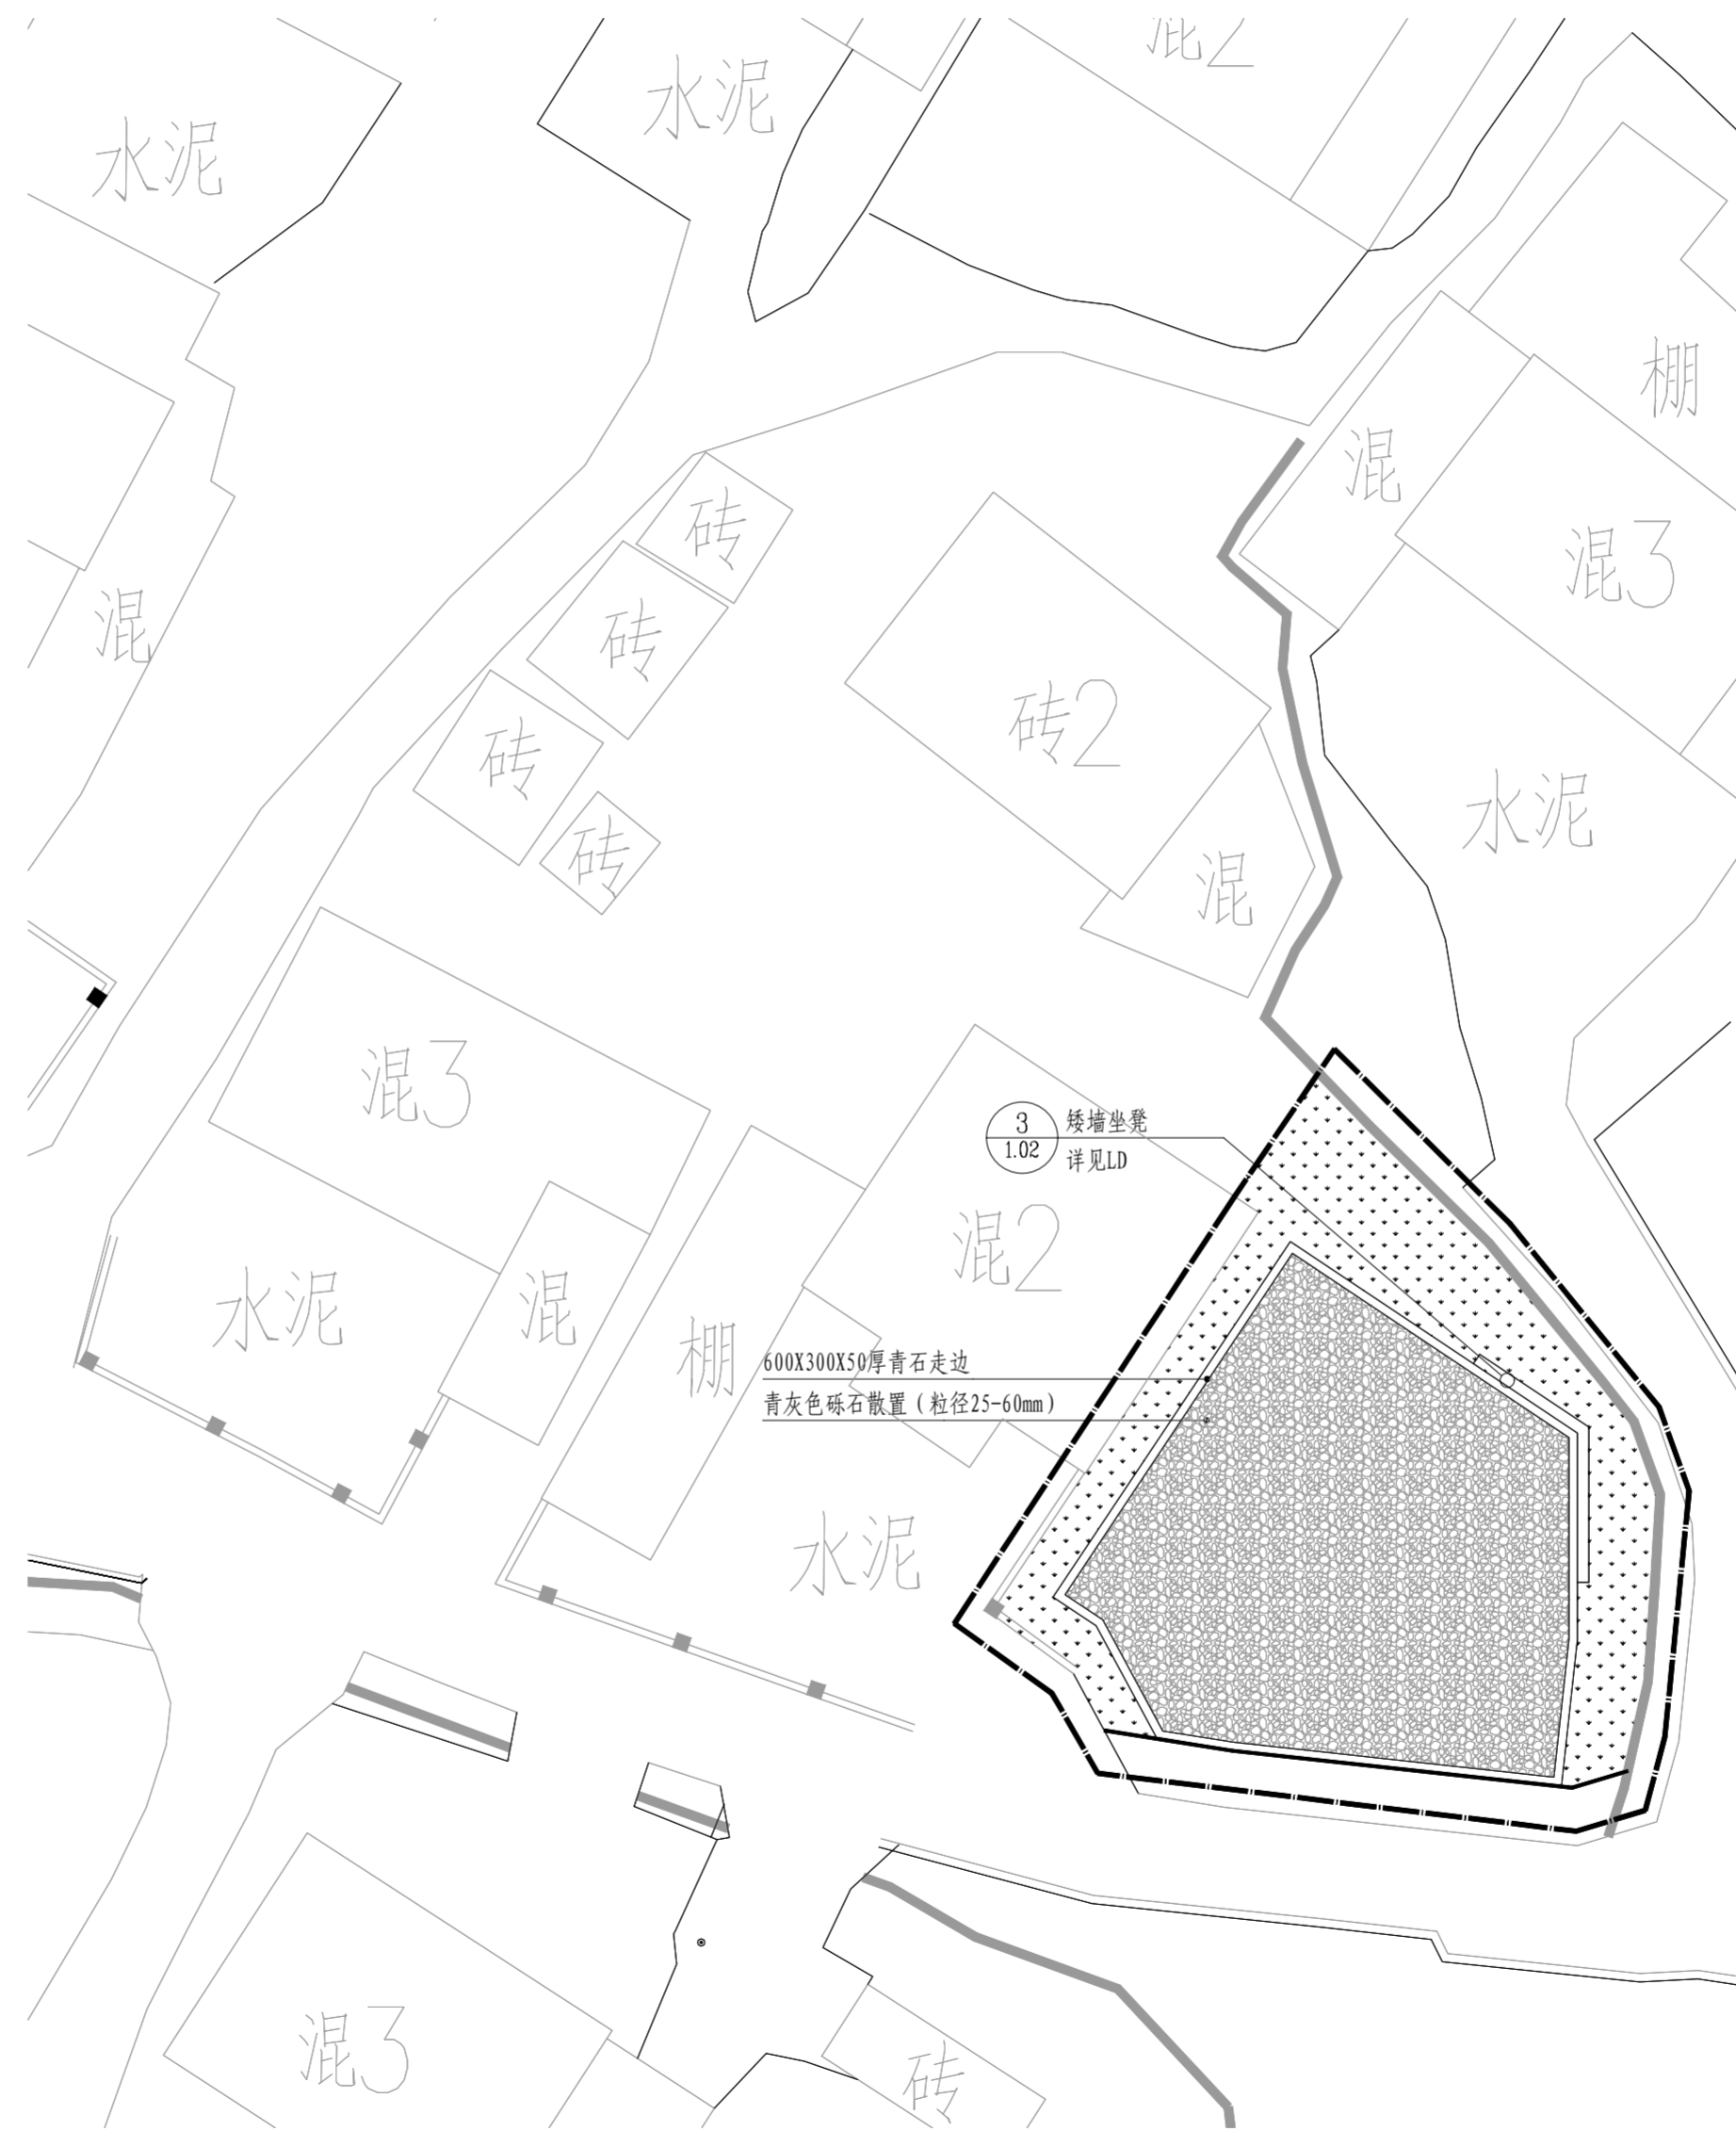 混2
水泥
水泥
棚
混
砖
混3
混
砖
砖2
砖
水泥
砖
混
混3
3
1.02
矮墙坐凳
详见LD
混2
水泥
混
棚
600X300X50厚青石走边
青灰色砾石散置（粒径25-60mm）
水泥
混3
砖